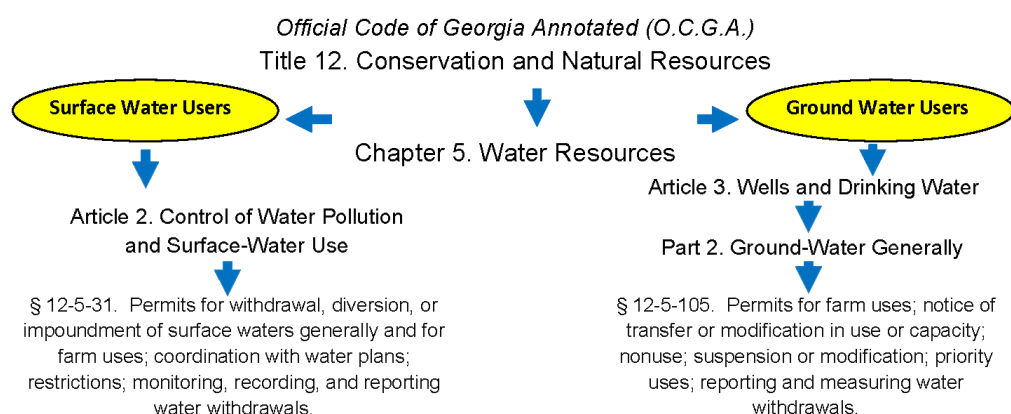 Official Code of Georgia Annotated (O.C.G.A.)
Title 12. Conservation and Natural Resources
Surface Water Users
Ground Water Users
Chapter 5. Water Resources
Article 2. Control of Water Pollution
and Surface-Water Use
§ 12-5-31.  Permits for withdrawal, diversion, or
impoundment of surface waters generally and for
farm uses; coordination with water plans;
restrictions; monitoring, recording, and reporting
water withdrawals.
Article 3. Wells and Drinking Water
Part 2. Ground-Water Generally
§ 12-5-105.  Permits for farm uses; notice of
transfer or modification in use or capacity;
nonuse; suspension or modification; priority
uses; reporting and measuring water
withdrawals.